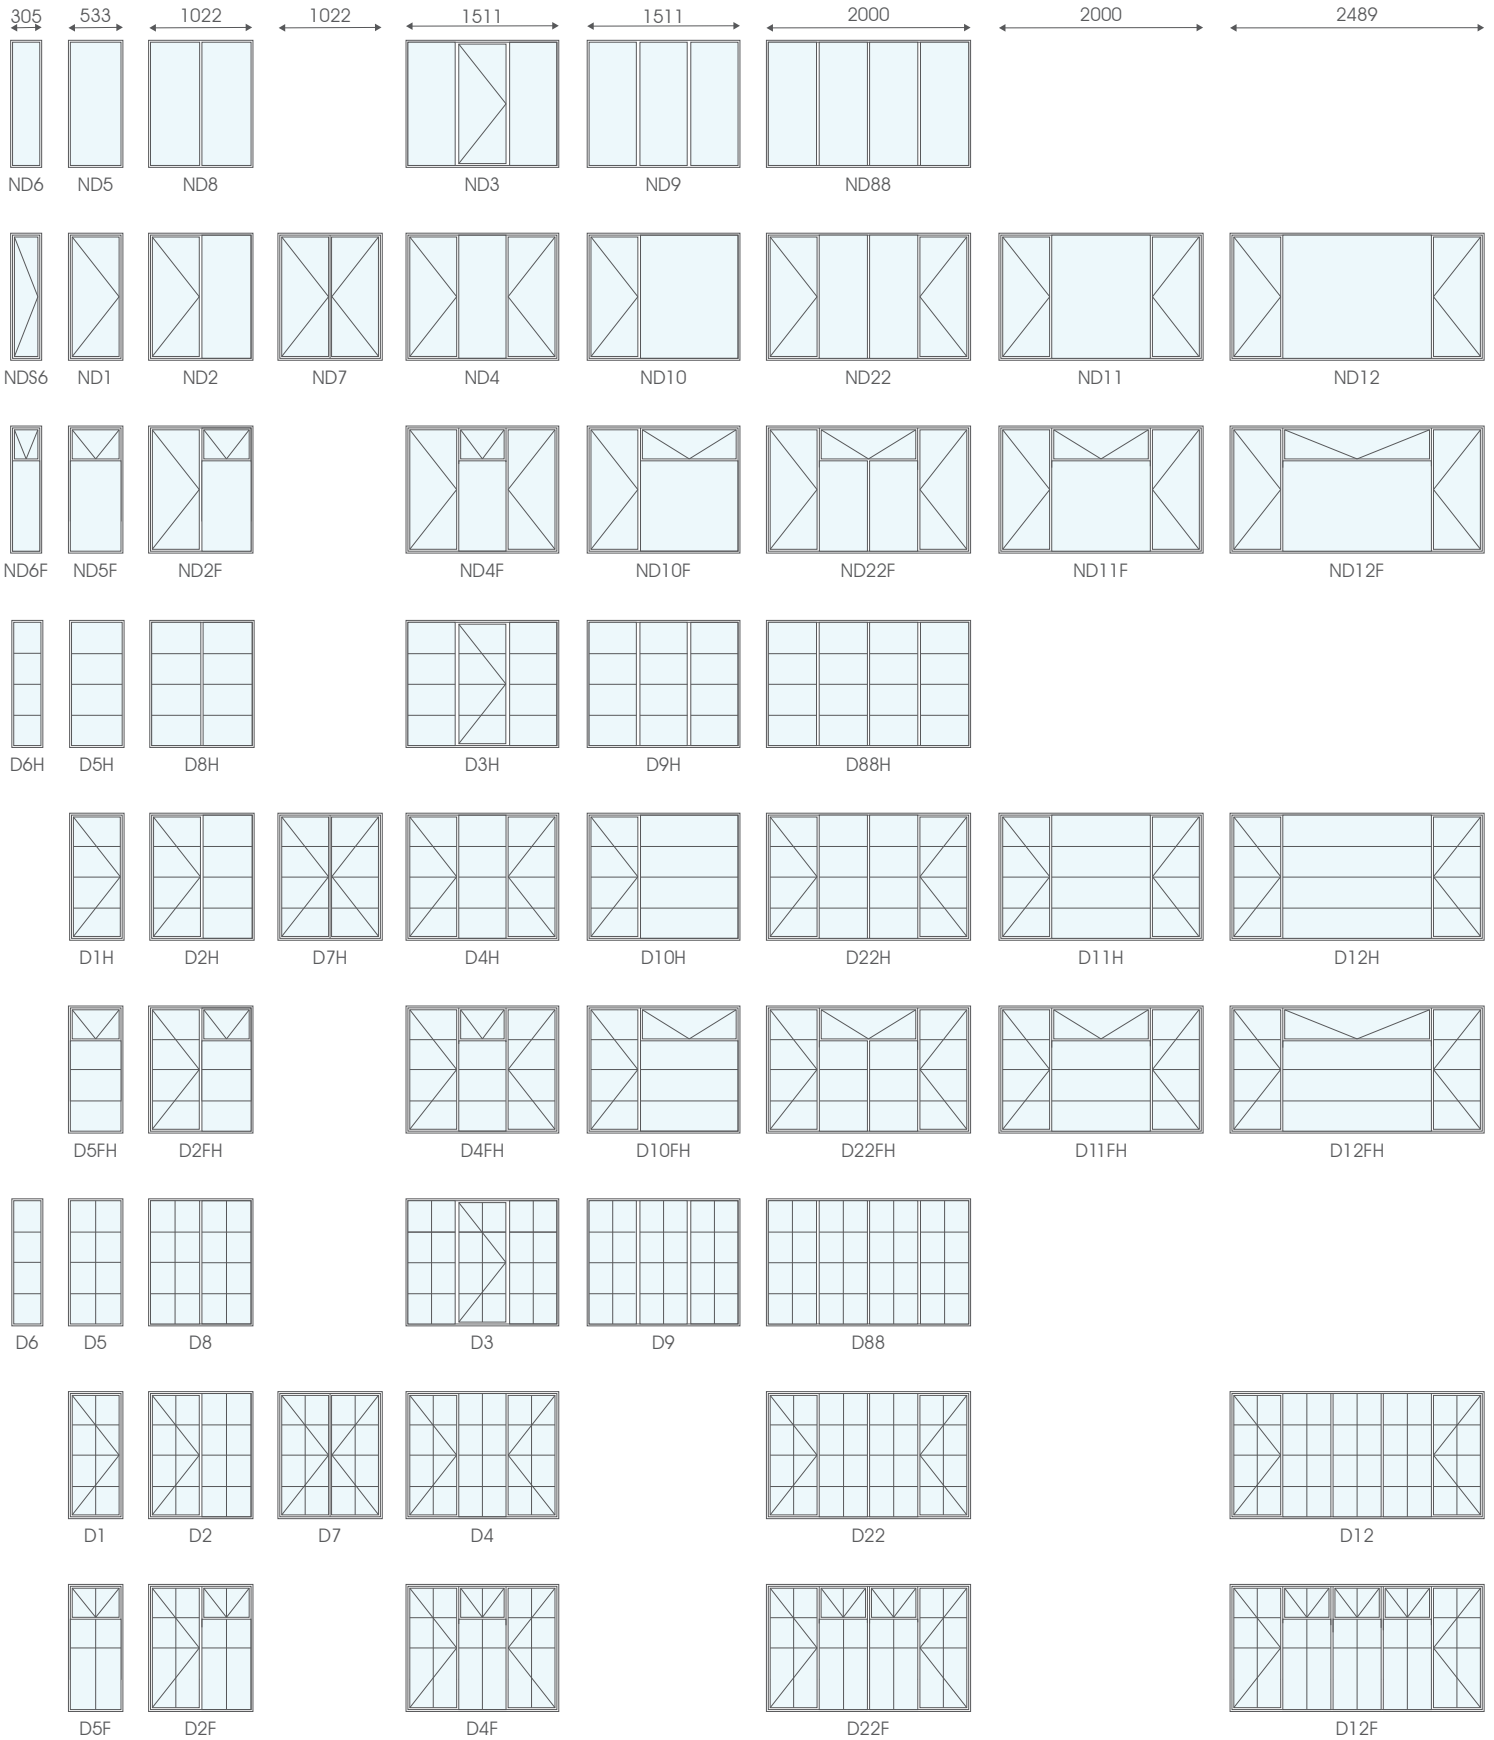 305 533 1022 1022 1511 1511 2000 2000 2489
ND6 ND5 ND8 ND3 ND9 ND88
NDS6 ND1 ND2 ND7 ND4 ND10 ND22 ND11 ND12
ND6F ND5F ND2F ND4F ND10F ND22F ND11F ND12F
D6H D5H D8H D3H D9H D88H
D1H D2H D7H D4H D10H D22H D11H D12H
D5FH D2FH D4FH D10FH D22FH D11FH D12FH
D6 D5 D8 D3 D9 D88
D1 D2 D7 D4 D22 D12
D5F D2F D4F D22F D12F